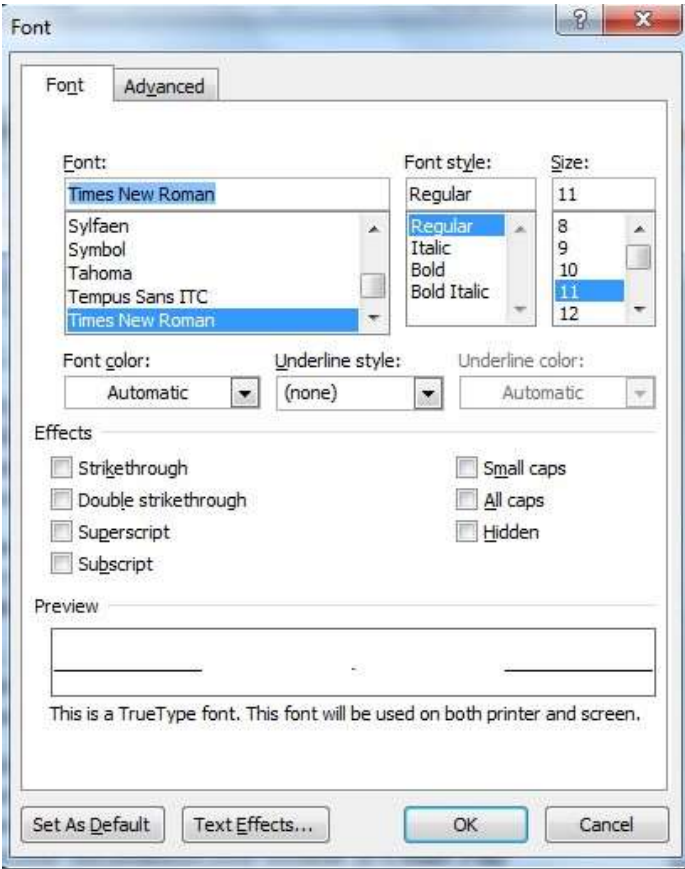 Font
Font Advanced
Font: Font style: Size:
Times New Roman Regular 11
Sylfaen Regular 8
Symbol Italic 9
Tahoma Bold 10
Tempus Sans ITC Bold Italic 11
Times New Roman 12
Font color: Underline style: Underline color:
Automatic (none) Automatic
Effects
Strikethrough Small caps
Double strikethrough All caps
Superscript Hidden
Subscript
Preview
This is a TrueType font. This font will be used on both printer and screen.
Set As Default Text Effects... OK Cancel